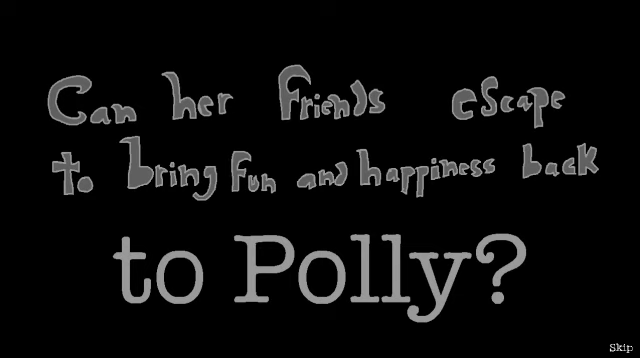 Can her friends escape
to bring fun and happiness back
to Polly?
Skip